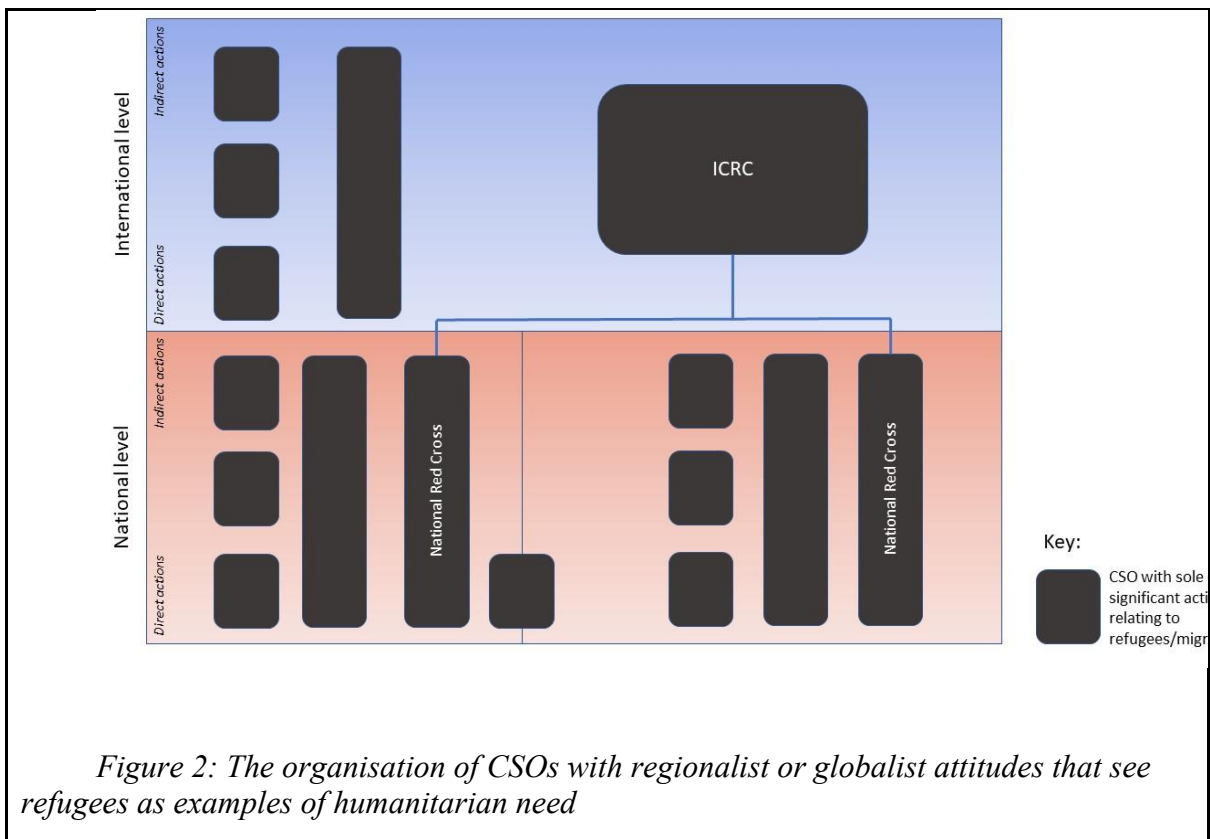 International level
Indirect actions
Direct actions
ICRC
National level
Indirect actions
Direct actions
National Red Cross
National Red Cross
Key:
CSO with sole
significant acti
relating to
refugees/migr
Figure 2: The organisation of CSOs with regionalist or globalist attitudes that see
refugees as examples of humanitarian need